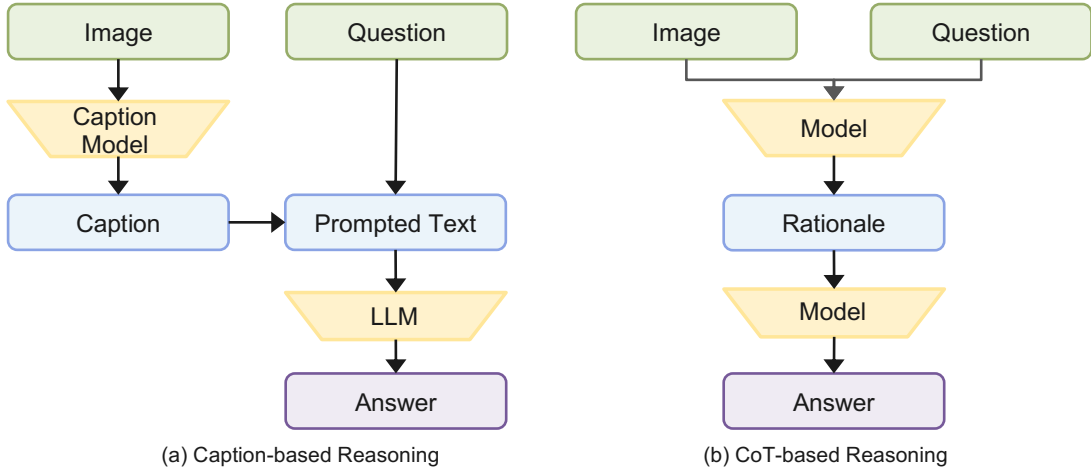 Image
Question
Caption
Model
Caption
Prompted Text
LLM
Answer
(a) Caption-based Reasoning
Image
Question
Model
Rationale
Model
Answer
(b) CoT-based Reasoning